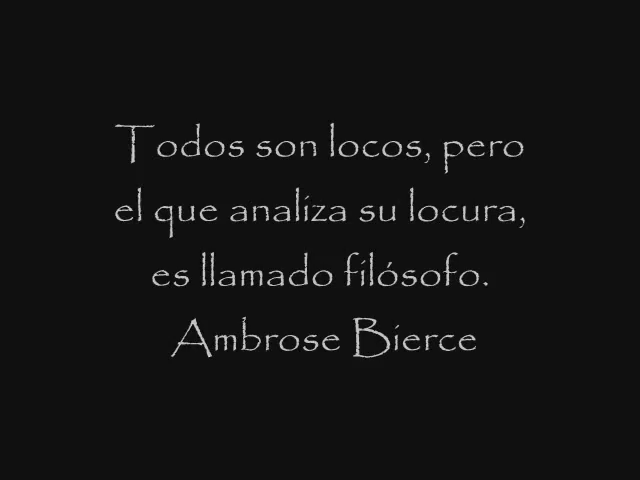 Todos son locos, pero
el que analiza su locura,
es llamado filósofo.
Ambrose Bierce